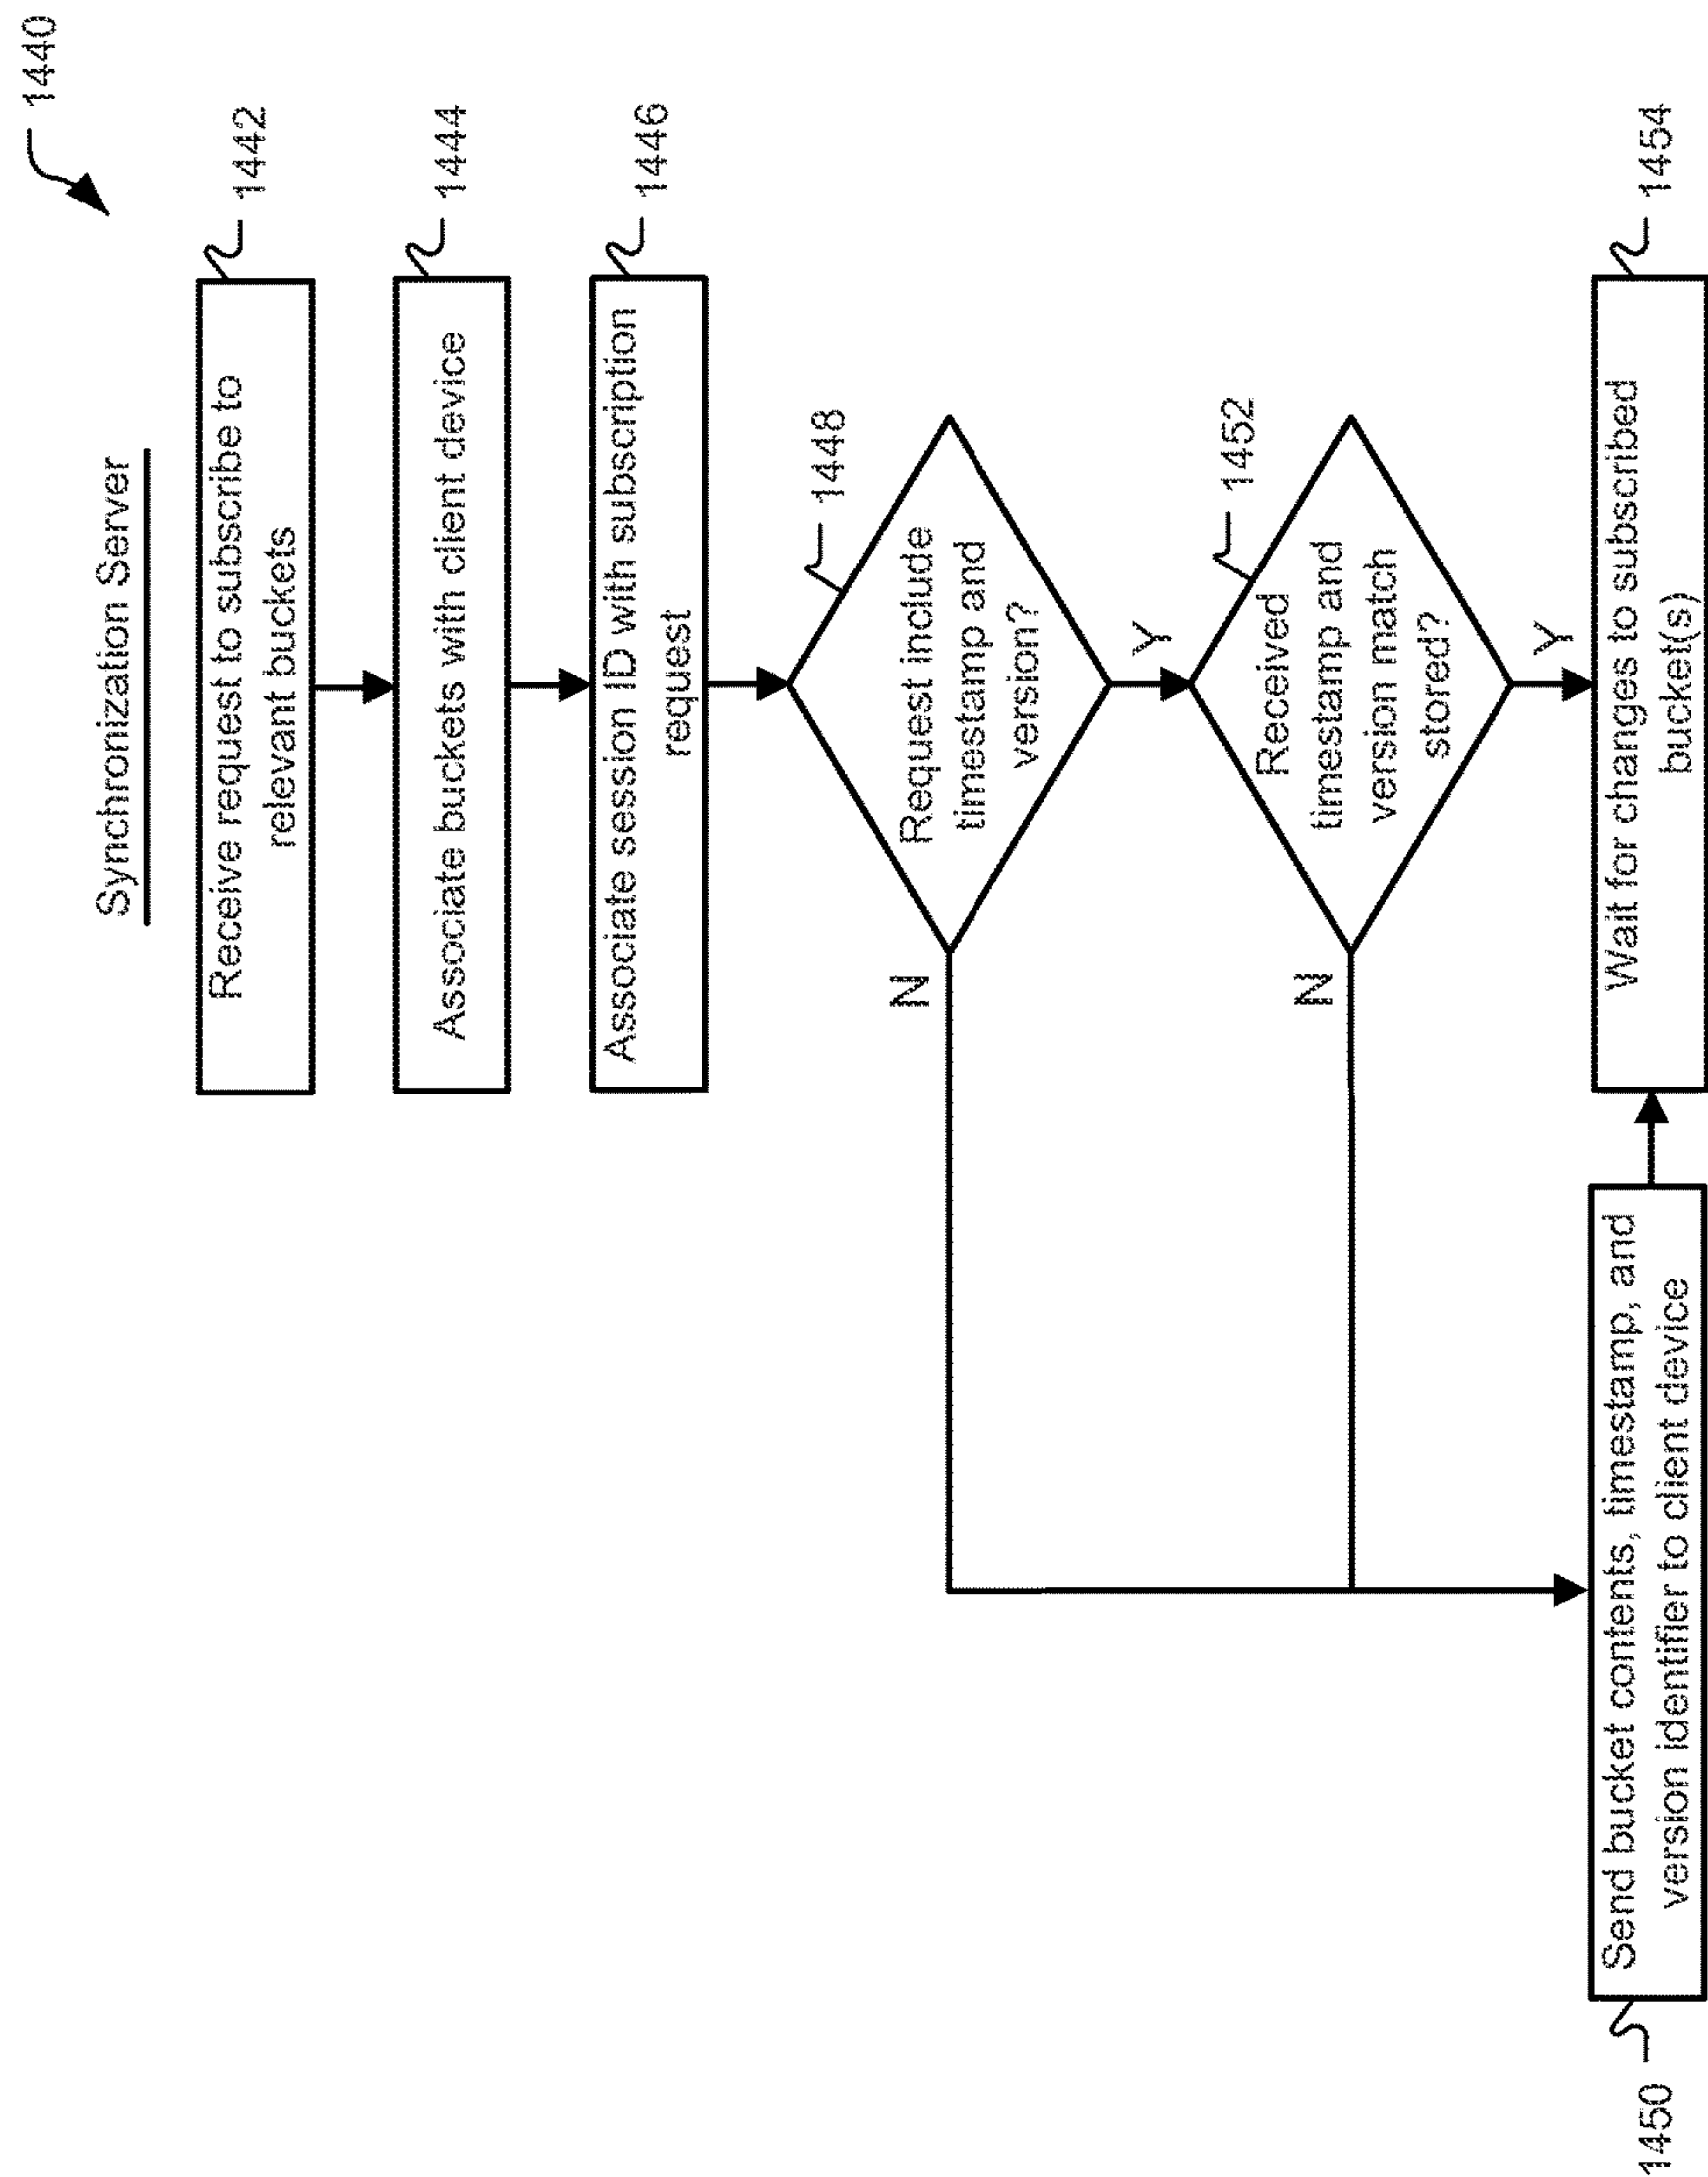 1440
Synchronization Server
Receive request to subscribe to
relevant buckets
1442
Associate buckets with client device
1444
Associate session ID with subscription
request
1446
Request include
timestamp and
version?
1448
N
Y
Received
timestamp and
version match
stored?
1452
N
Y
Send bucket contents, timestamp, and
version identifier to client device
1450
Wait for changes to subscribed
bucket(s)
1454